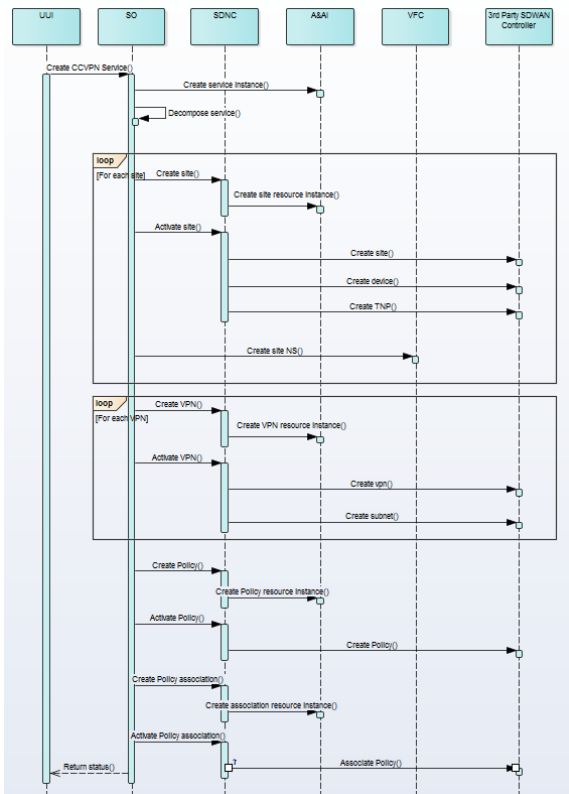 UUI
SO
SDNC
A&AI
VFC
3rd Party SDWAN
Controller
Create CCVPN Service()
Create service instance()
Decompose service()
loop
[For each site]
Create site()
Create site resource instance()
Activate site()
Create site()
Create device()
Create TNP()
Create site NS()
loop
[For each VPN]
Create VPN()
Create VPN resource instance()
Activate VPN()
Create vpn()
Create subnet()
Create Policy()
Create Policy resource instance()
Activate Policy()
Create Policy()
Create Policy association()
Create association resource instance()
Activate Policy association()
?
Associate Policy()
Return status()